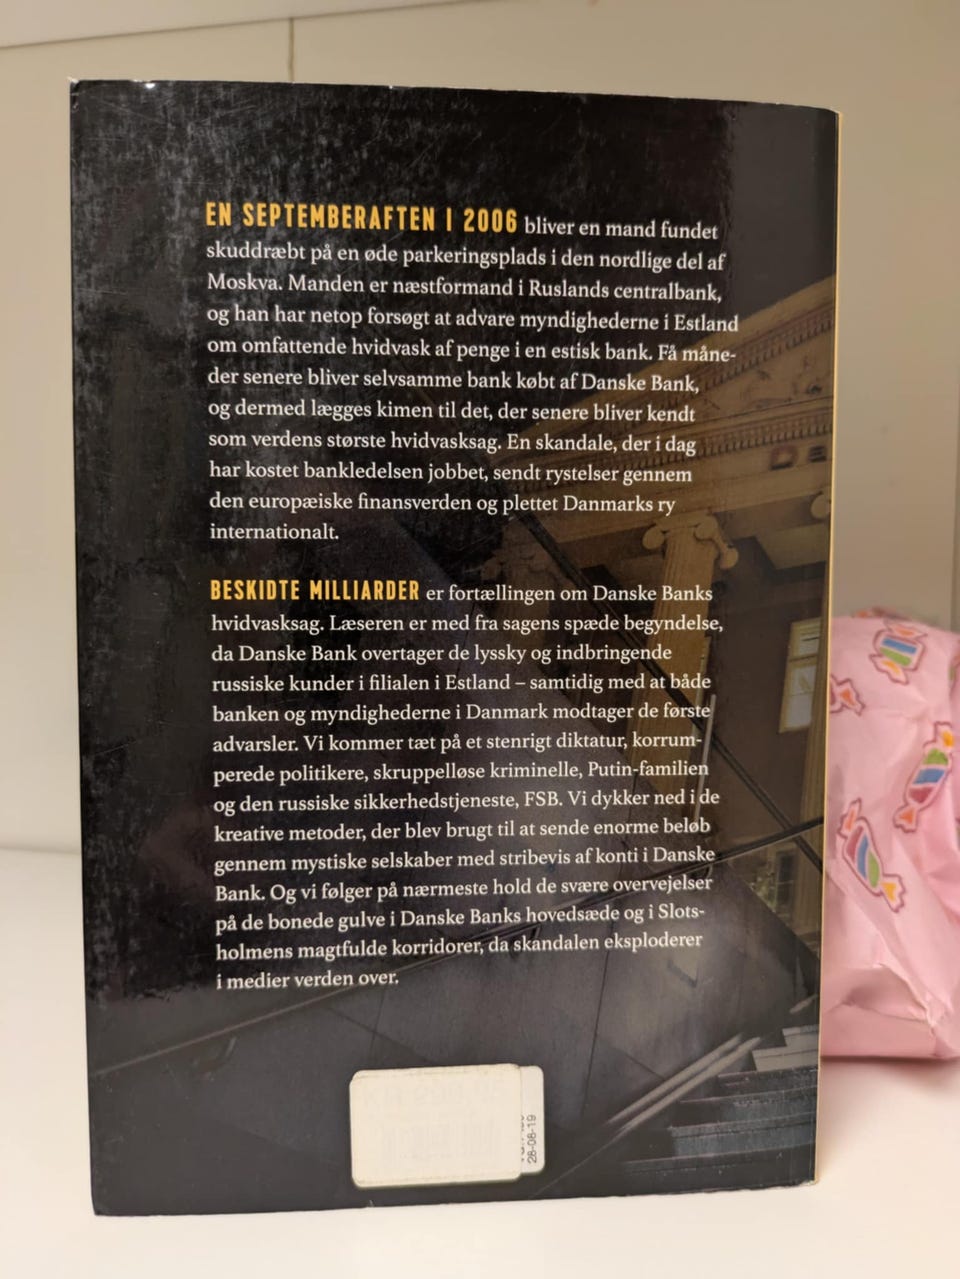 EN SEPTEMBERAFTEN I 2006 bliver en mand fundet
skuddræbt på en øde parkeringsplads i den nordlige del af
Moskva. Manden er næstformand i Ruslands centralbank,
og han har netop forsøgt at advare myndighederne i Estland
om omfattende hvidvask af penge i en estisk bank. Få måne-
der senere bliver selvsamme bank købt af Danske Bank,
og dermed lægges kimen til det, der senere bliver kendt
som verdens største hvidvasksag. En skandale, der i dag
har kostet bankledelsen jobbet, sendt rystelser gennem
den europæiske finansverden og plettet Danmarks ry
internationalt.
BESKIDTE MILLIARDER er fortællingen om Danske Banks
hvidvasksag. Læseren er med fra sagens spæde begyndelse,
da Danske Bank overtager de lyssky og indbringende
russiske kunder i filialen i Estland – samtidig med at både
banken og myndighederne i Danmark modtager de første
advarsler. Vi kommer tæt på et stenrigt diktatur, korrum-
perede politikere, skruppelløse kriminelle, Putin-familien
og den russiske sikkerhedstjeneste, FSB. Vi dykker ned i de
kreative metoder, der blev brugt til at sende enorme beløb
gennem mystiske selskaber med stribevis af konti i Danske
Bank. Og vi følger på nærmeste hold de svære overvejelser
på de bonede gulve i Danske Banks hovedsæde og i Slots-
holmens magtfulde korridorer, da skandalen eksploderer
i medier verden over.
28-08-19